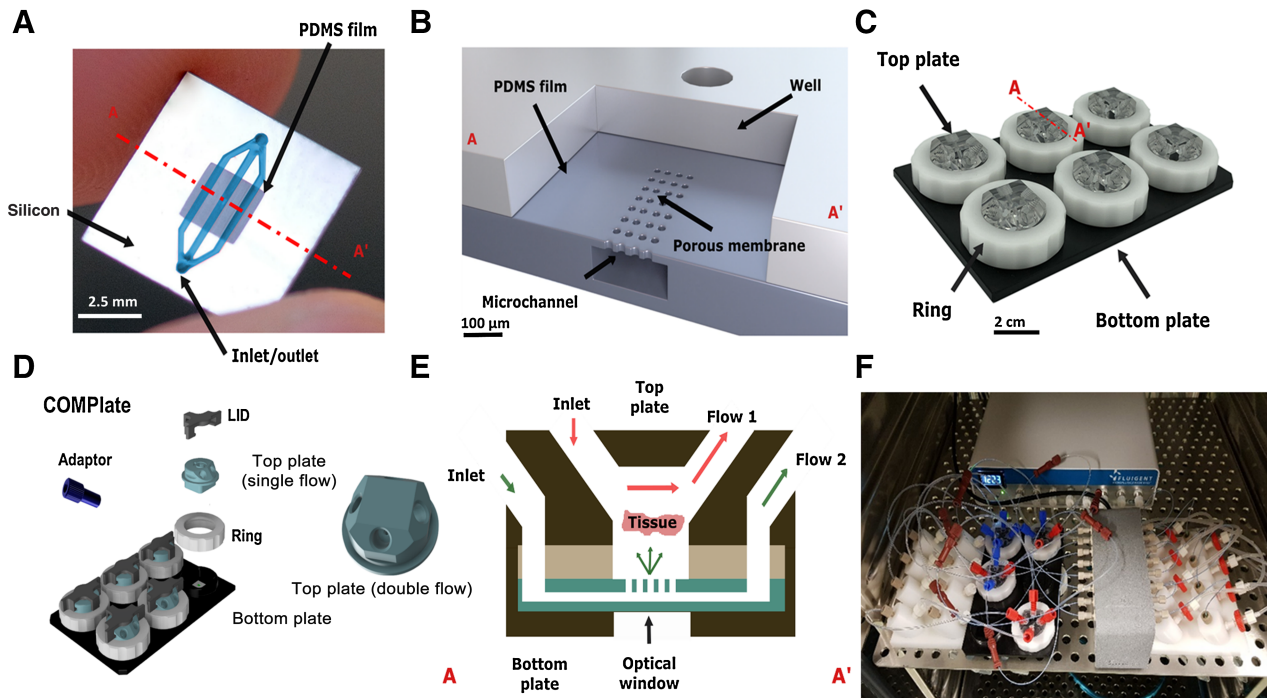 A
PDMS film
A
Silicon
A'
2.5 mm
Inlet/outlet
B
PDMS film
Well
A
A'
Porous membrane
Microchannel
100 µm
C
Top plate
A
A'
Ring
2 cm
Bottom plate
D
COMPlate
LID
Adaptor
Top plate
(single flow)
Ring
Top plate (double flow)
Bottom plate
E
Top
plate
Inlet
Flow 1
Inlet
Flow 2
Tissue
A
Bottom
plate
Optical
window
A'
F
1223
FLUIGENT